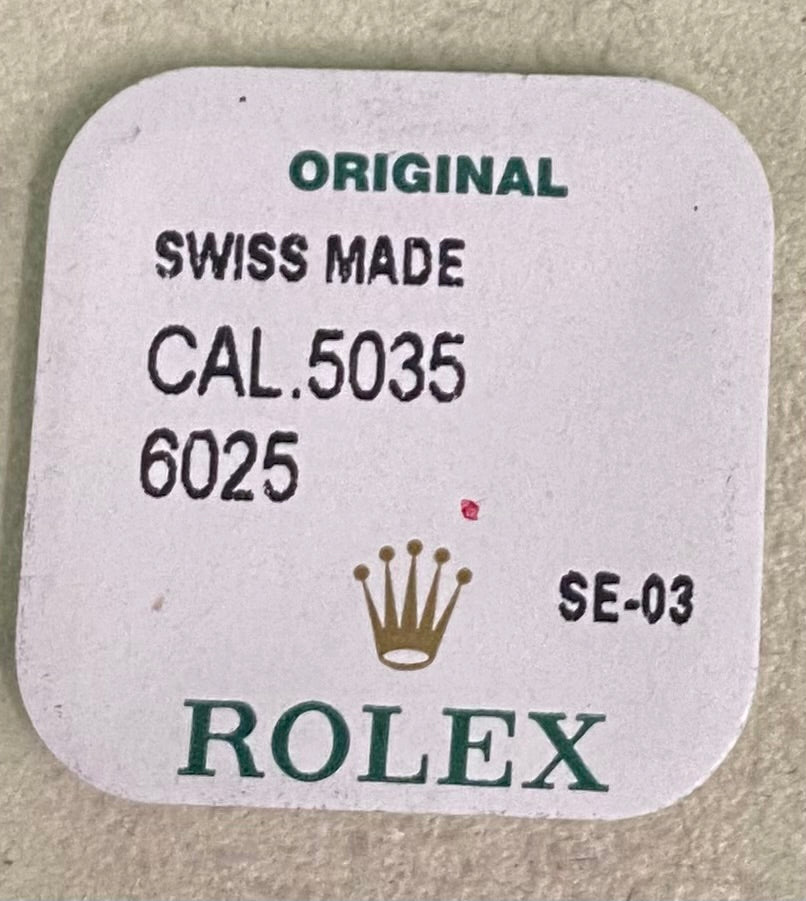 ORIGINAL
SWISS MADE
CAL.5035
6025
SE-03
ROLEX